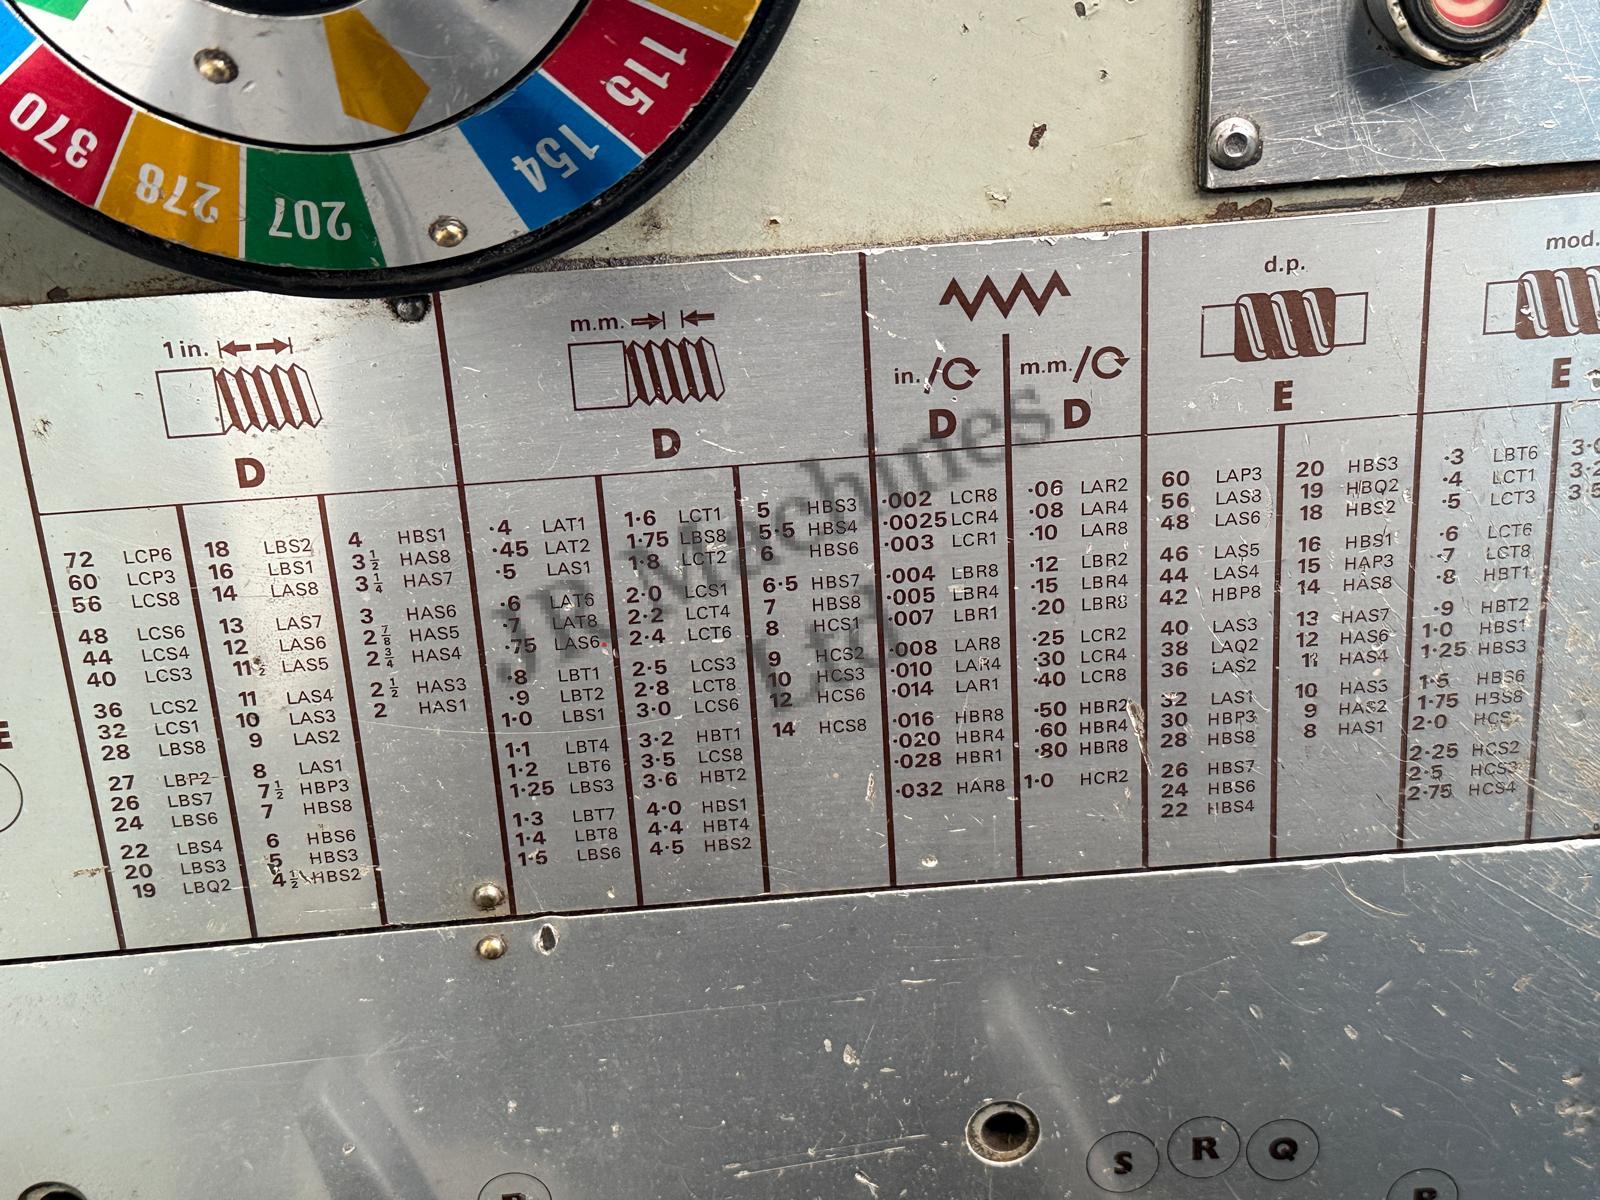 370
278
207
154
115
1 in.
D
72 LCP6
60 LCP3
56 LCS8
48 LCS6
44 LCS4
40 LCS3
36 LCS2
32 LCS1
28 LBS8
27 LBP2
26 LBS7
24 LBS6
22 LBS4
20 LBS3
19 LBQ2
18 LBS2
16 LBS1
14 LAS8
13 LAS7
12 LAS6
11½ LAS5
11 LAS4
10 LAS3
9 LAS2
8 LAS1
7½ HBP3
7 HBS8
6 HBS6
5 HBS3
4½ HBS2
4 HBS1
3½ HAS8
3¼ HAS7
3 HAS6
2⅞ HAS5
2¾ HAS4
2½ HAS3
2 HAS1
m.m.
D
·4 LAT1
·45 LAT2
·5 LAS1
·6 LAT6
·7 LAT8
·75 LAS6
·8 LBT1
·9 LBT2
1·0 LBS1
1·1 LBT4
1·2 LBT6
1·25 LBS3
1·3 LBT7
1·4 LBT8
1·5 LBS6
1·6 LCT1
1·75 LBS8
1·8 LCT2
2·0 LCS1
2·2 LCT4
2·4 LCT6
2·5 LCS3
2·8 LCT8
3·0 LCS6
3·2 HBT1
3·5 LCS8
3·6 HBT2
4·0 HBS1
4·4 HBT4
4·5 HBS2
5 HBS3
5·5 HBS4
6 HBS6
6·5 HBS7
7 HBS8
8 HCS1
9 HCS2
10 HCS3
12 HCS6
14 HCS8
in./
D
·002 LCR8
·0025 LCR4
·003 LCR1
·004 LBR8
·005 LBR4
·007 LBR1
·008 LAR8
·010 LAR4
·014 LAR1
·016 HBR8
·020 HBR4
·028 HBR1
·032 HAR8
m.m./
D
·06 LAR2
·08 LAR4
·10 LAR8
·12 LBR2
·15 LBR4
·20 LBR8
·25 LCR2
·30 LCR4
·40 LCR8
·50 HBR2
·60 HBR4
·80 HBR8
1·0 HCR2
d.p.
E
60 LAP3
56 LAS8
48 LAS6
46 LAS5
44 LAS4
42 HBP8
40 LAS3
38 LAQ2
36 LAS2
32 LAS1
30 HBP3
28 HBS8
26 HBS7
24 HBS6
22 HBS4
20 HBS3
19 HBQ2
18 HBS2
16 HBS1
15 HAP3
14 HAS8
13 HAS7
12 HAS6
11 HAS4
10 HAS3
9 HAS2
8 HAS1
mod.
E
·3 LBT6
·4 LCT1
·5 LCT3
·6 LCT6
·7 LCT8
·8 HBT1
·9 HBT2
1·0 HBS1
1·25 HBS3
1·5 HBS6
1·75 HBS8
2·0
2·25 HCS2
2·5 HCS3
2·75 HCS4
E
JR Machines
Ltd
S R Q